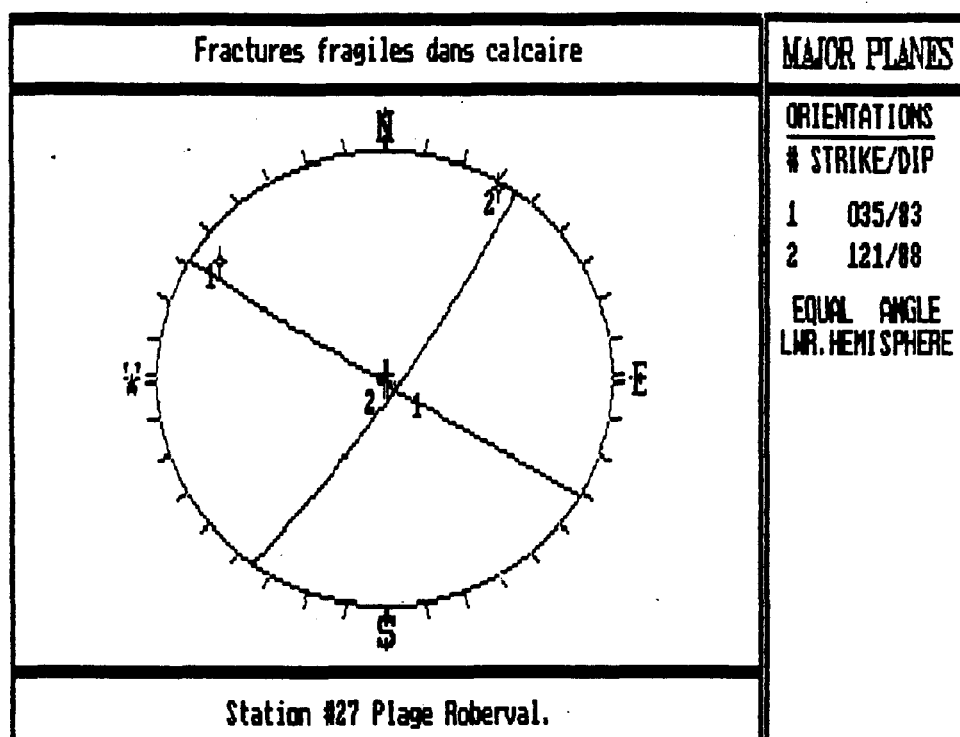 Fractures fragiles dans calcaire
MAJOR PLANES
ORIENTATIONS
# STRIKE/DIP
1 035/83
2 121/88
EQUAL ANGLE
LWR.HEMISPHERE
N
2
1
W
E
2
1
S
Station #27 Plage Roberval.